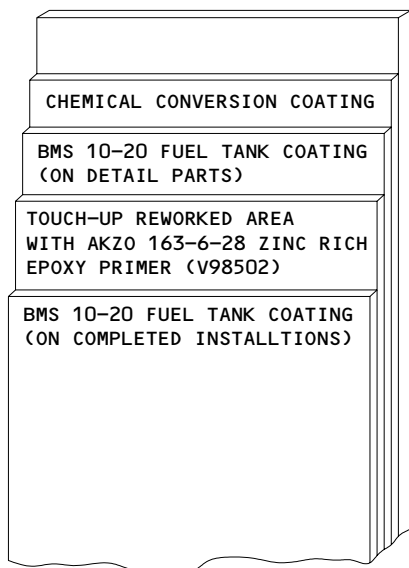 CHEMICAL CONVERSION COATING
BMS 10-20 FUEL TANK COATING
(ON DETAIL PARTS)
TOUCH-UP REWORKED AREA
WITH AKZO 163-6-28 ZINC RICH
EPOXY PRIMER (V98502)
BMS 10-20 FUEL TANK COATING
(ON COMPLETED INSTALLTIONS)